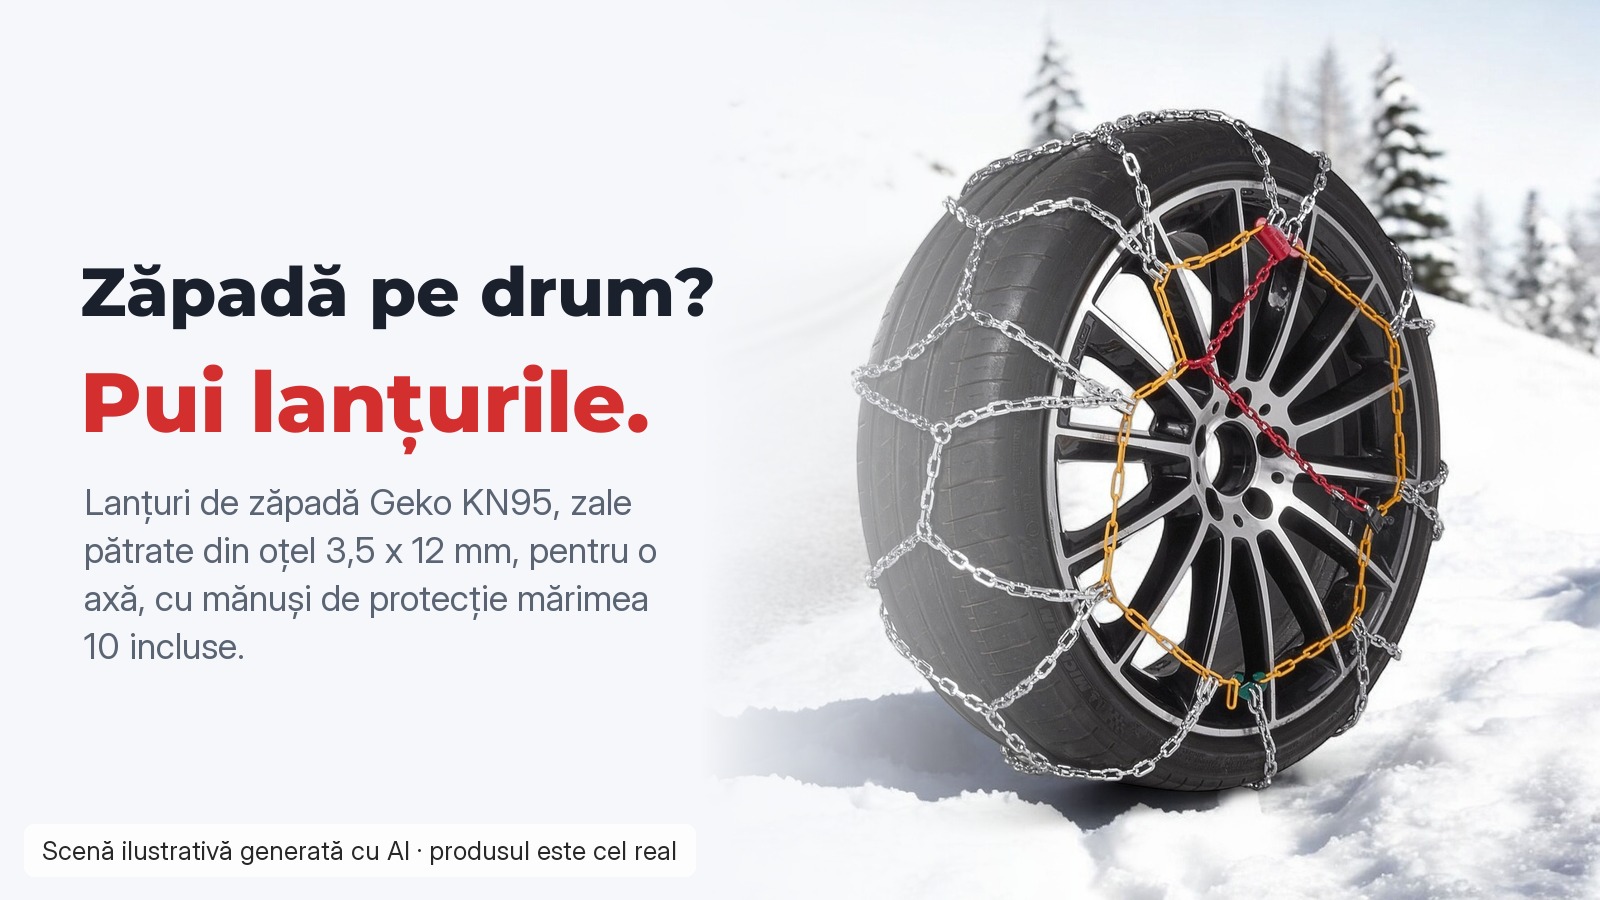 Zăpadă pe drum?
Pui lanțurile.
Lanțuri de zăpadă Geko KN95, zale
pătrate din oțel 3,5 x 12 mm, pentru o
axă, cu mănuși de protecție mărimea
10 incluse.
Scenă ilustrativă generată cu AI · produsul este cel real